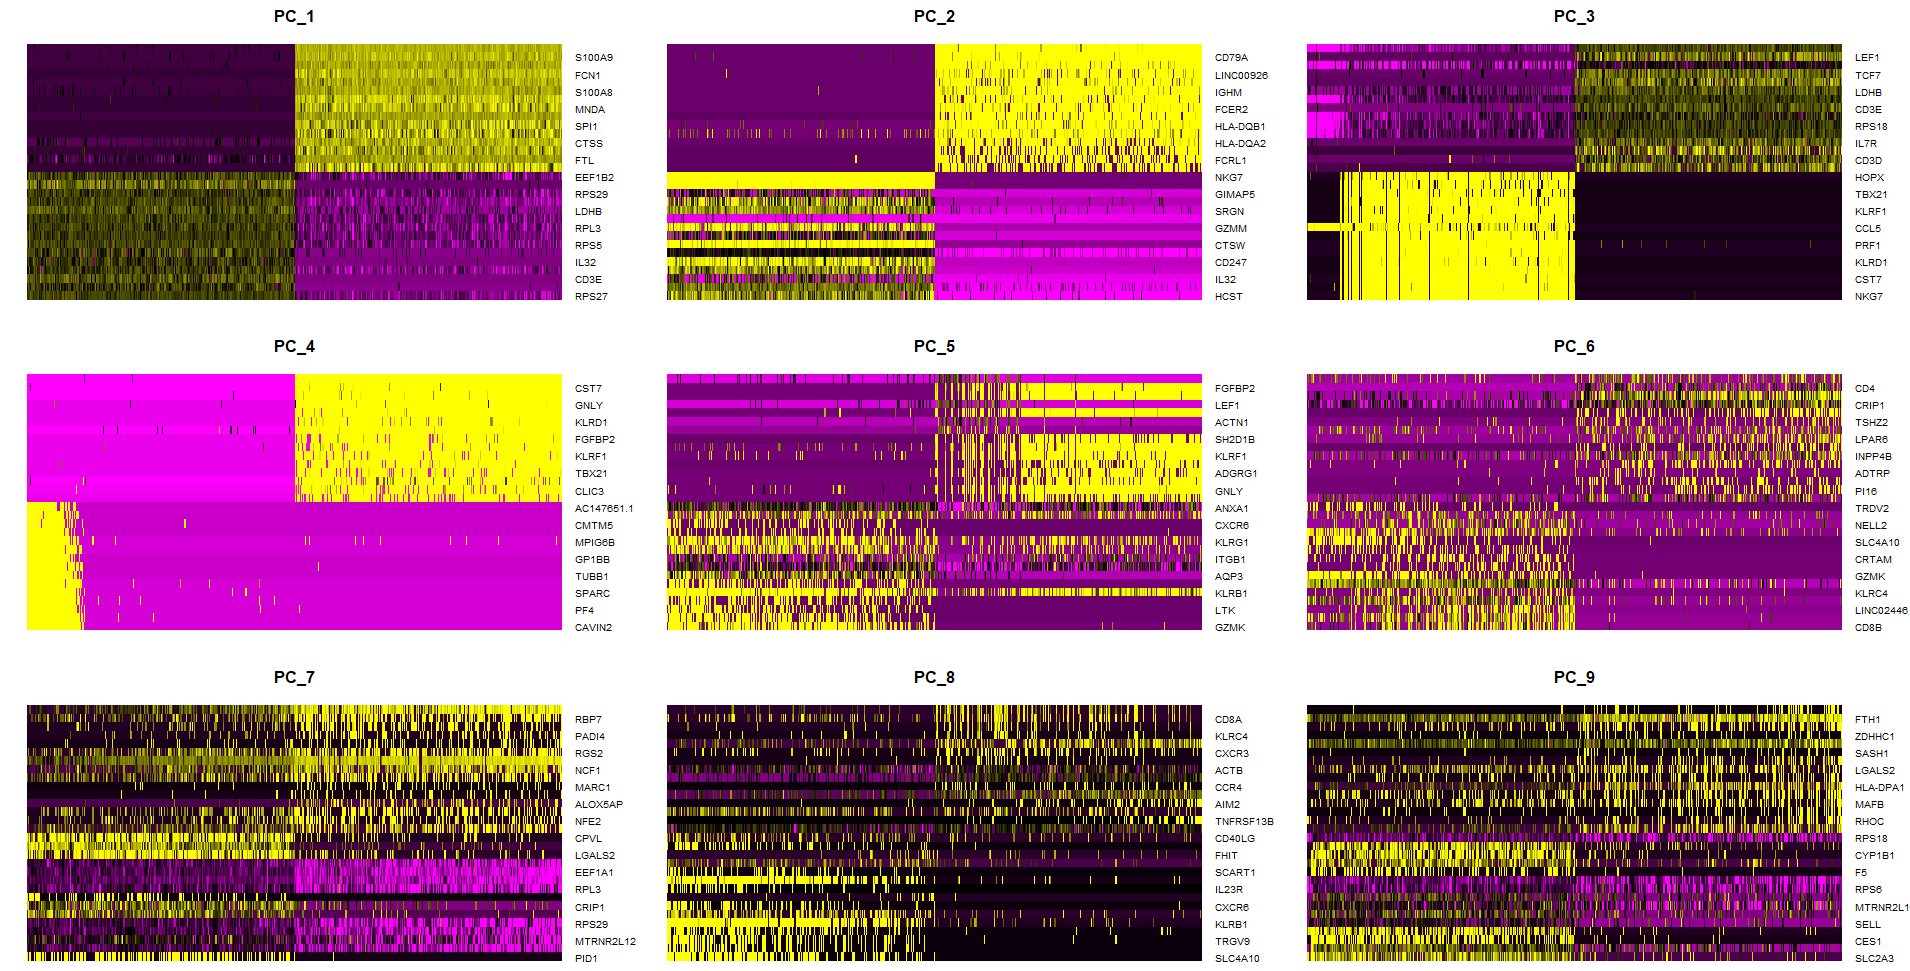 PC_1
S100A9
FCN1
S100A8
MNDA
SPI1
CTSS
FTL
EEF1B2
RPS29
LDHB
RPL3
RPS5
IL32
CD3E
RPS27
PC_2
CD79A
LINC00926
IGHM
FCER2
HLA-DQB1
HLA-DQA2
FCRL1
NKG7
GIMAP5
SRGN
GZMM
CTSW
CD247
IL32
HCST
PC_3
LEF1
TCF7
LDHB
CD3E
RPS18
IL7R
CD3D
HOPX
TBX21
KLRF1
CCL5
PRF1
KLRD1
CST7
NKG7
PC_4
CST7
GNLY
KLRD1
FGFBP2
KLRF1
TBX21
CLIC3
AC147651.1
CMTM5
MPIG6B
GP1BB
TUBB1
SPARC
PF4
CAVIN2
PC_5
FGFBP2
LEF1
ACTN1
SH2D1B
KLRF1
ADGRG1
GNLY
ANXA1
CXCR6
KLRG1
ITGB1
AQP3
KLRB1
LTK
GZMK
PC_6
CD4
CRIP1
TSHZ2
LPAR6
INPP4B
ADTRP
PI16
TRDV2
NELL2
SLC4A10
CRTAM
GZMK
KLRC4
LINC02446
CD8B
PC_7
RBP7
PADI4
RGS2
NCF1
MARC1
ALOX5AP
NFE2
CPVL
LGALS2
EEF1A1
RPL3
CRIP1
RPS29
MTRNR2L12
PID1
PC_8
CD8A
KLRC4
CXCR3
ACTB
CCR4
AIM2
TNFRSF13B
CD40LG
FHIT
SCART1
IL23R
CXCR6
KLRB1
TRGV9
SLC4A10
PC_9
FTH1
ZDHHC1
SASH1
LGALS2
HLA-DPA1
MAFB
RHOC
RPS18
CYP1B1
F5
RPS6
MTRNR2L1
SELL
CES1
SLC2A3